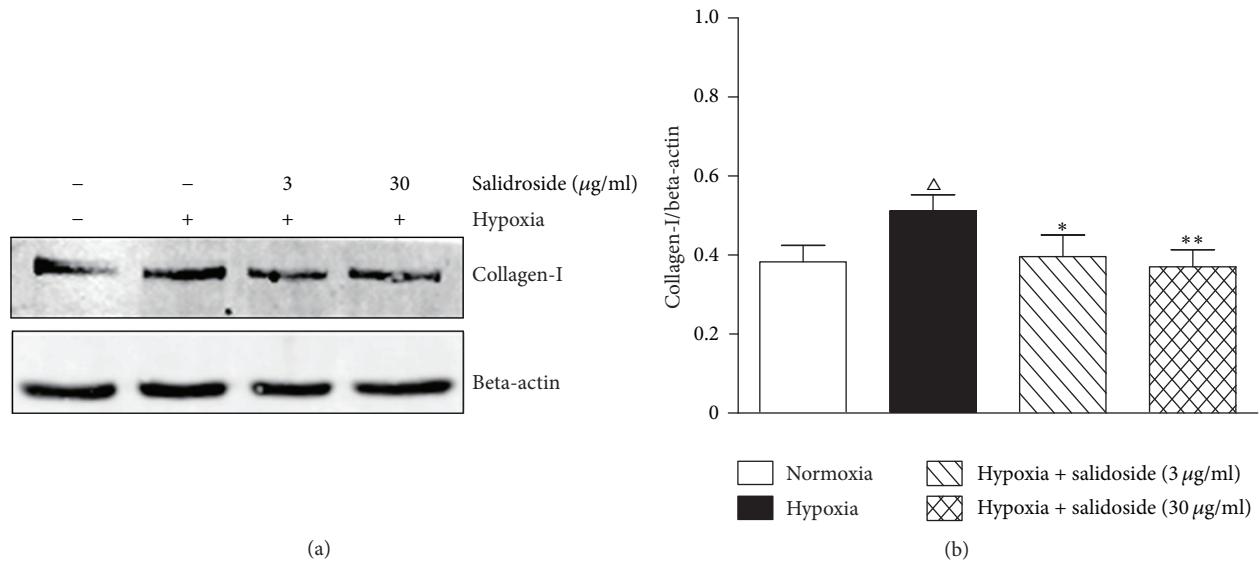 − − 3 30 Salidroside (μg/ml)
− + + + Hypoxia
Collagen-I
Beta-actin
(a)
Collagen-I/beta-actin
1.0
0.8
0.6
0.4
0.2
0
△
*
**
Normoxia
Hypoxia
Hypoxia + salidoside (3 μg/ml)
Hypoxia + salidoside (30 μg/ml)
(b)